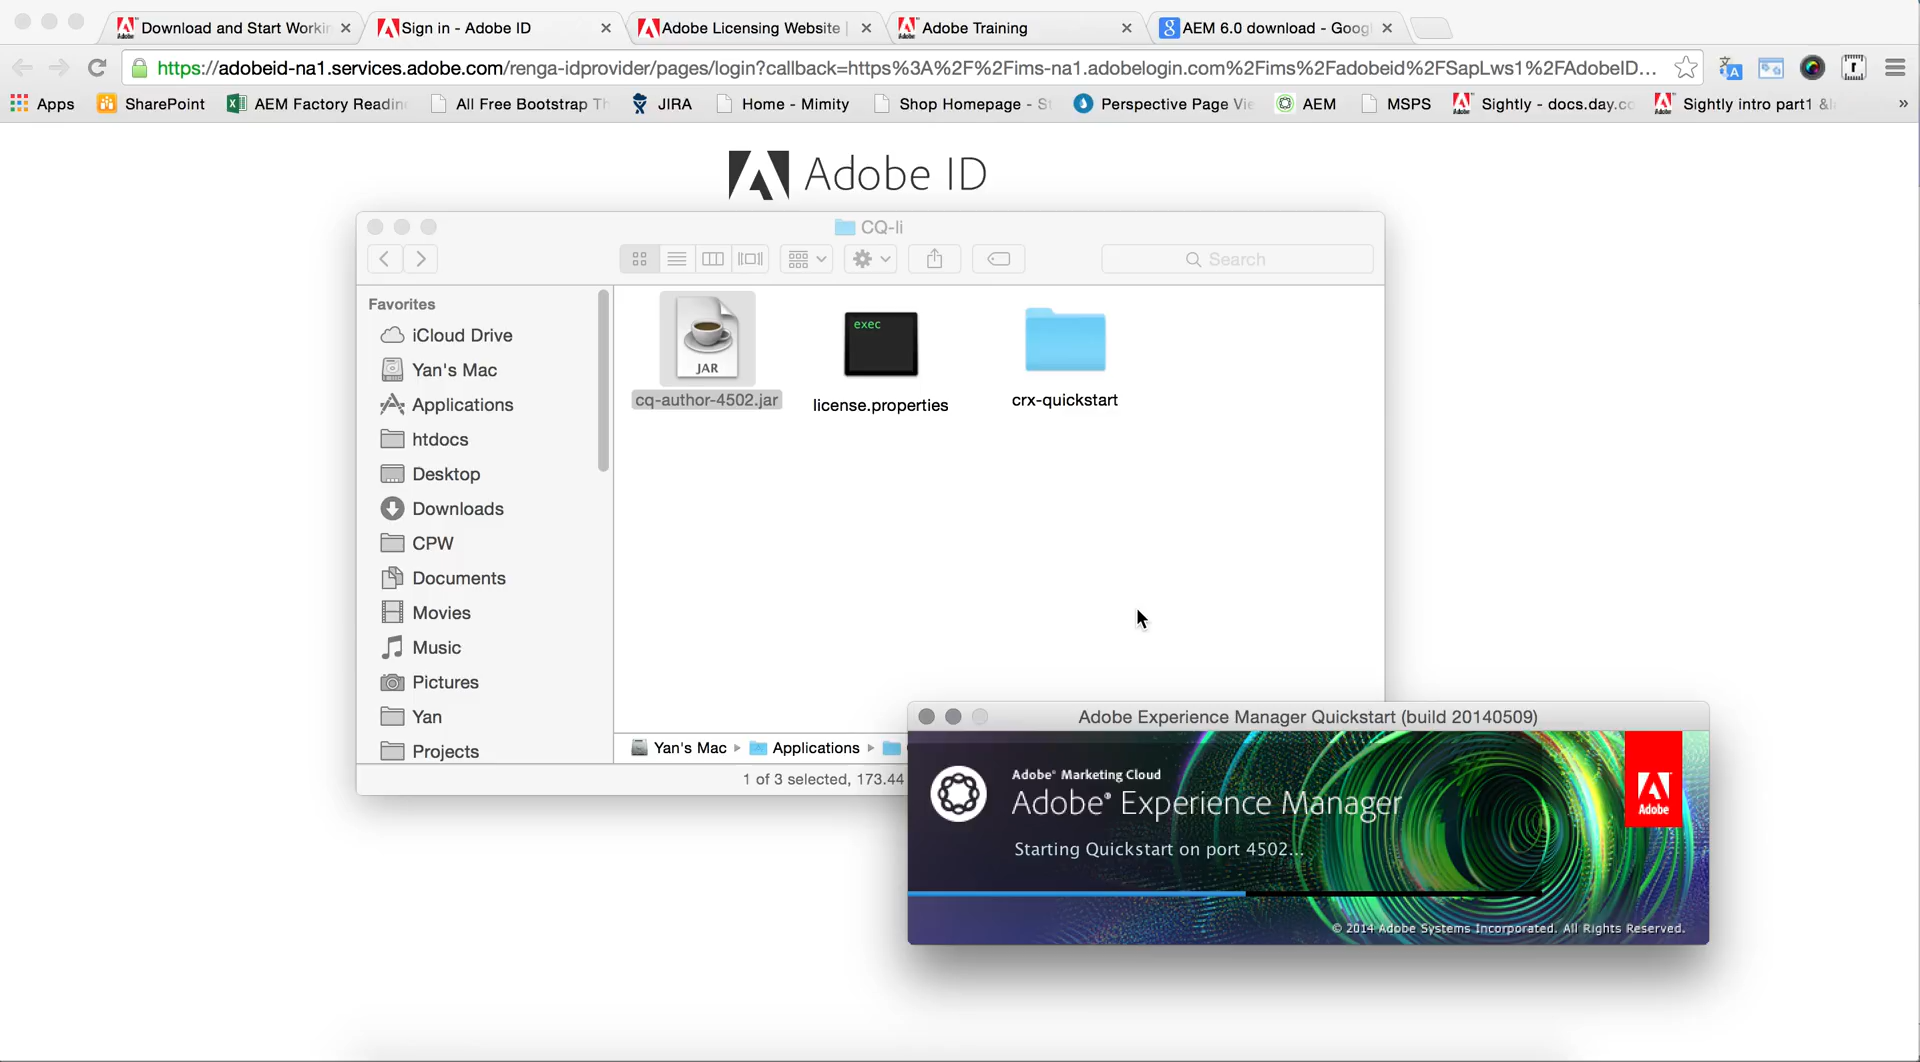 Download and Start Workin
Sign in - Adobe ID
Adobe Licensing Website |
Adobe Training
AEM 6.0 download - Goog
https://adobeid-na1.services.adobe.com/renga-idprovider/pages/login?callback=https%3A%2F%2Fims-na1.adobelogin.com%2Fims%2Fadobeid%2FSapLws1%2FAdobeID...
Apps
SharePoint
AEM Factory Readin
All Free Bootstrap Th
JIRA
Home - Mimity
Shop Homepage - St
Perspective Page Vie
AEM
MSPS
Sightly - docs.day.co
Sightly intro part1 &l
»
Adobe ID
CQ-li
Search
Favorites
iCloud Drive
Yan's Mac
Applications
htdocs
Desktop
Downloads
CPW
Documents
Movies
Music
Pictures
Yan
Projects
JAR
cq-author-4502.jar
exec
license.properties
crx-quickstart
Yan's Mac
Applications
1 of 3 selected, 173.44
Adobe Experience Manager Quickstart (build 20140509)
Adobe® Marketing Cloud
Adobe® Experience Manager
Starting Quickstart on port 4502...
Adobe
© 2014 Adobe Systems Incorporated. All Rights Reserved.